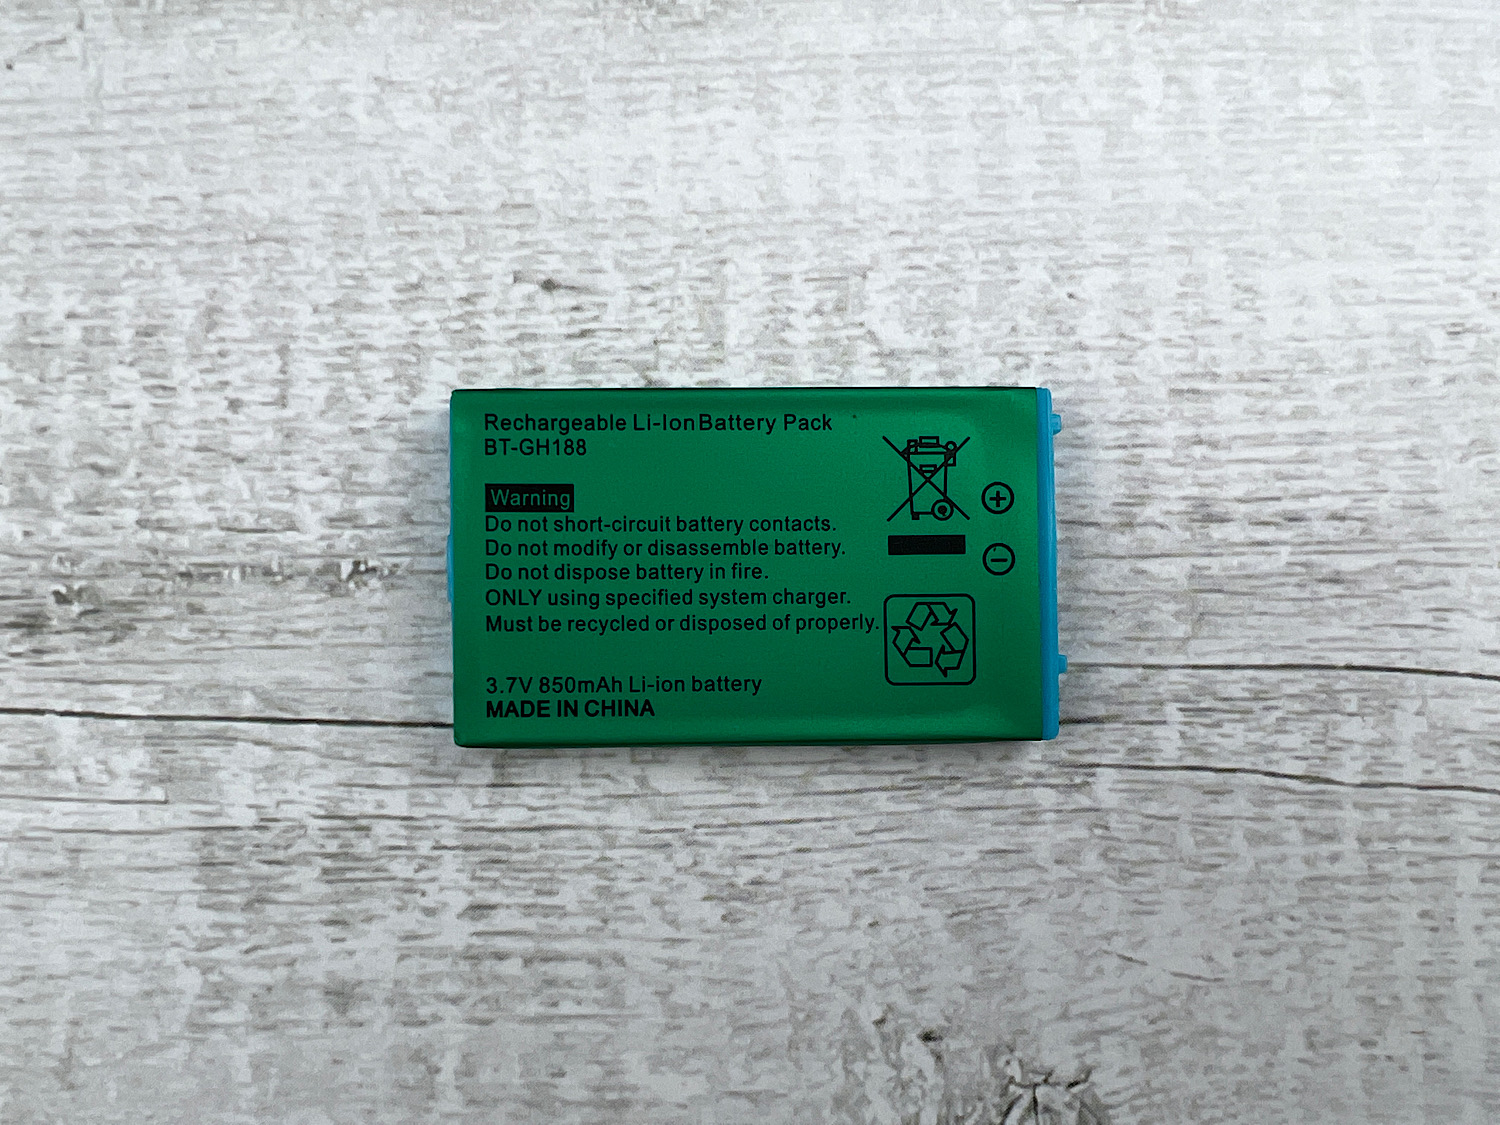 Rechargeable Li-Ion Battery Pack
BT-GH188
Warning
Do not short-circuit battery contacts.
Do not modify or disassemble battery.
Do not dispose battery in fire.
ONLY using specified system charger.
Must be recycled or disposed of properly.
3.7V 850mAh Li-ion battery
MADE IN CHINA